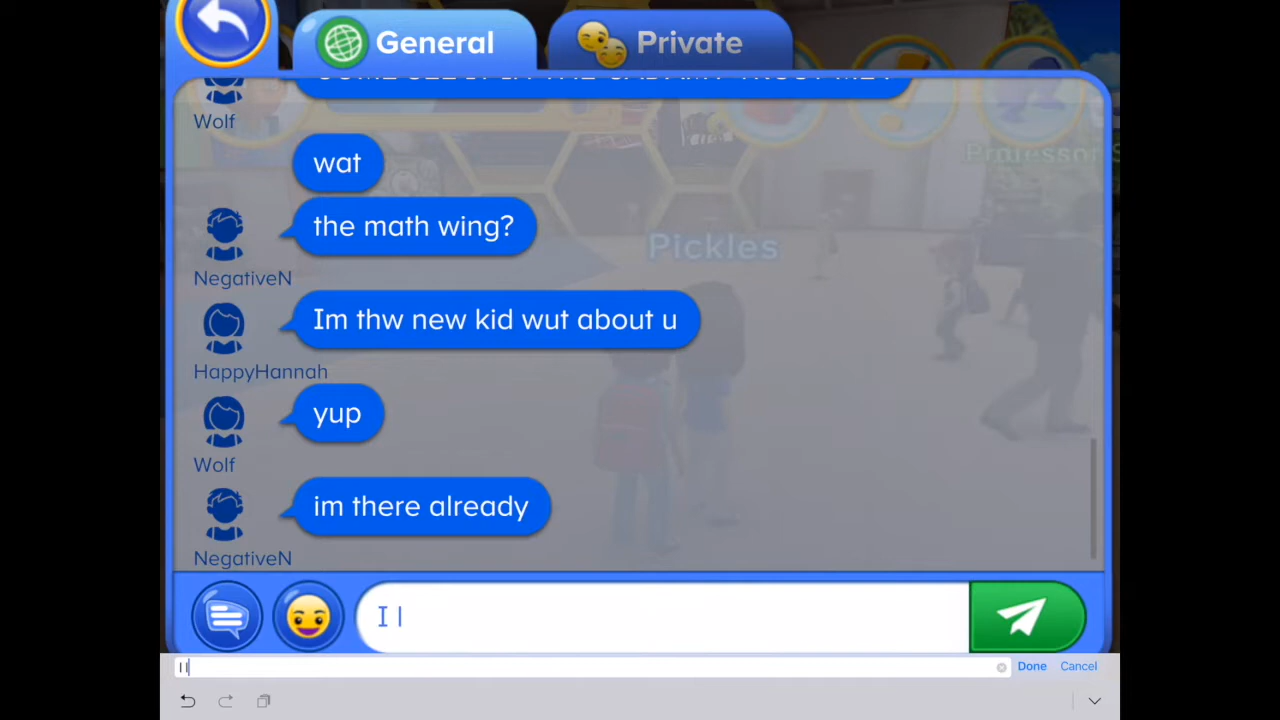 General
Private
Wolf
wat
the math wing?
NegativeN
Im thw new kid wut about u
HappyHannah
yup
Wolf
im there already
NegativeN
Pickles
Professor S
I l
I l
Done
Cancel